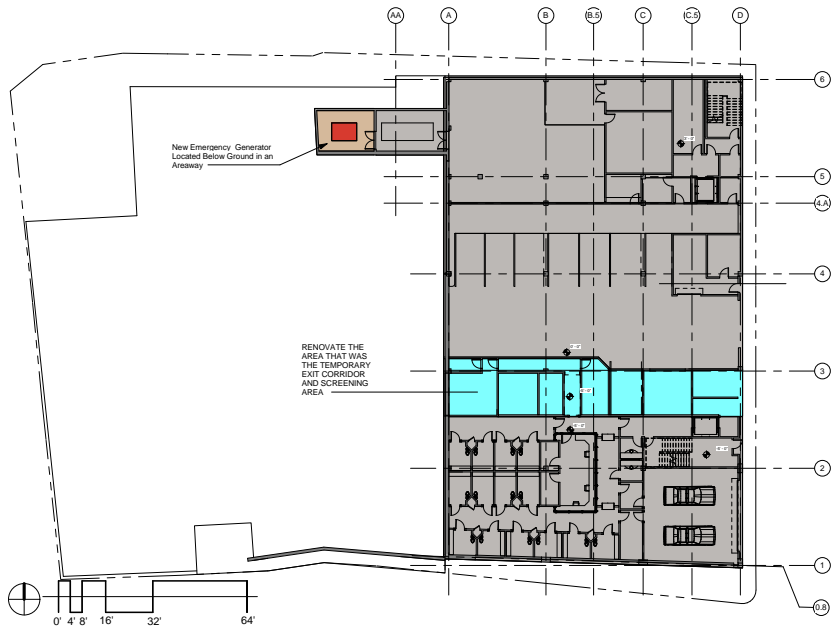 AA
A
B
B.5
C
C.5
D
6
New Emergency Generator
Located Below Ground in an
Areaway
5
4.A
4
RENOVATE THE
AREA THAT WAS
THE TEMPORARY
EXIT CORRIDOR
AND SCREENING
AREA
3
2
1
0.8
0' 4' 8' 16' 32' 64'